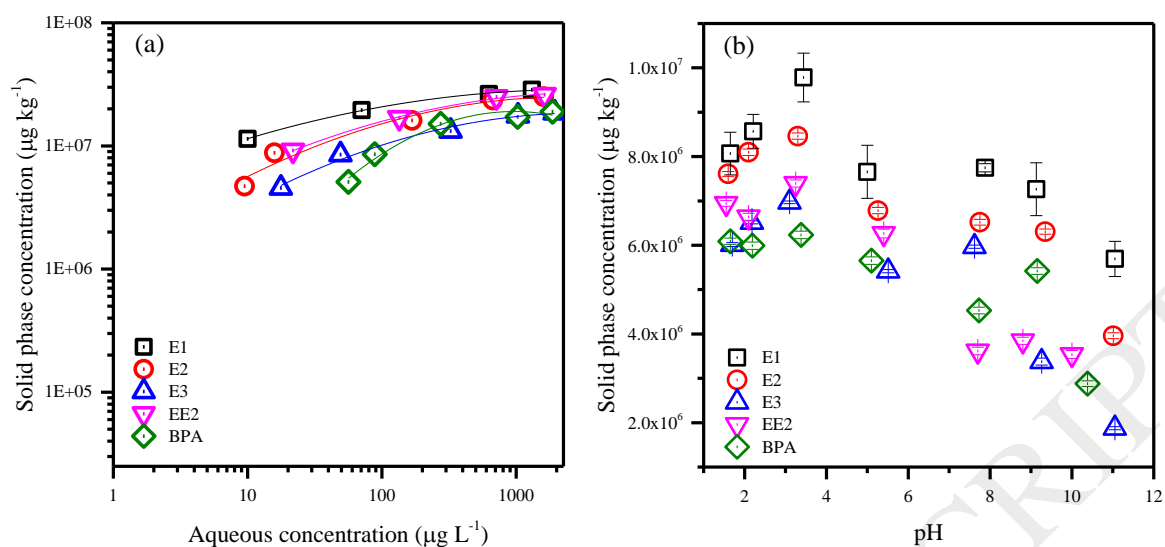 (a)
1E+08
1E+07
1E+06
1E+05
Solid phase concentration (µg kg⁻¹)
E1
E2
E3
EE2
BPA
1
10
100
1000
Aqueous concentration (µg L⁻¹)
(b)
1.0x10⁷
8.0x10⁶
6.0x10⁶
4.0x10⁶
2.0x10⁶
Solid phase concentration (µg kg⁻¹)
E1
E2
E3
EE2
BPA
2
4
6
8
10
12
pH
CRIPT